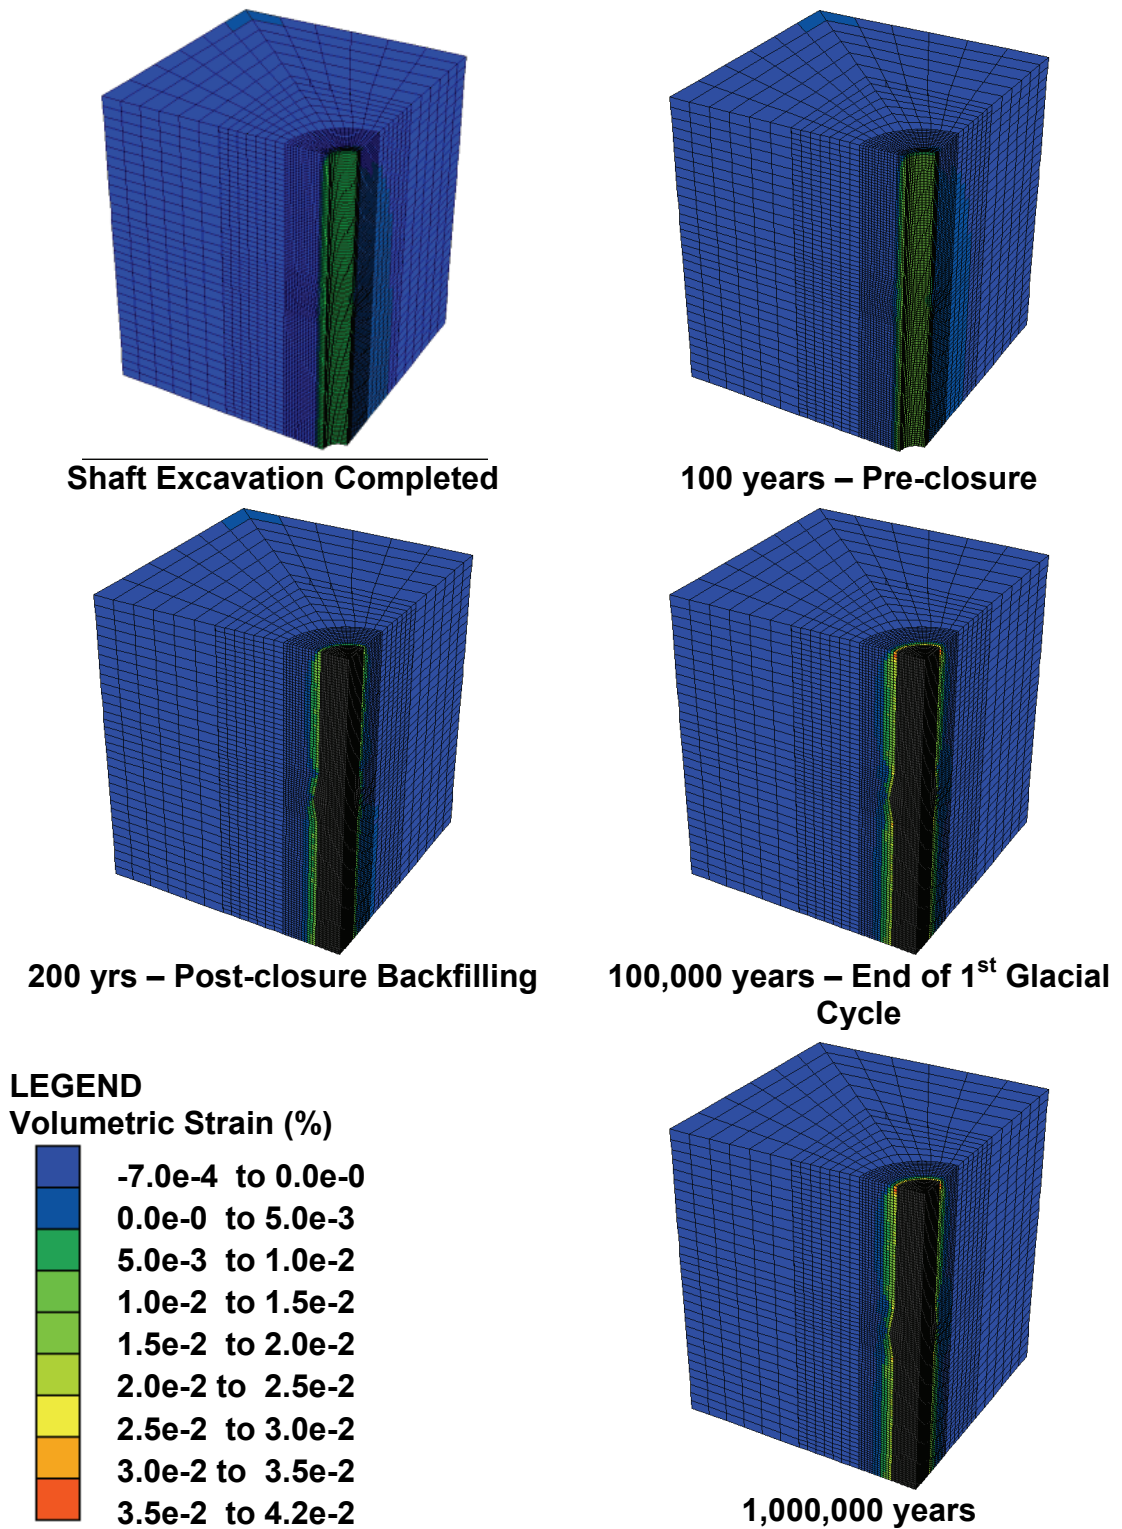 Shaft Excavation Completed
100 years – Pre-closure
200 yrs – Post-closure Backfilling
100,000 years – End of 1st Glacial
Cycle
LEGEND
Volumetric Strain (%)
-7.0e-4 to 0.0e-0
0.0e-0 to 5.0e-3
5.0e-3 to 1.0e-2
1.0e-2 to 1.5e-2
1.5e-2 to 2.0e-2
2.0e-2 to 2.5e-2
2.5e-2 to 3.0e-2
3.0e-2 to 3.5e-2
3.5e-2 to 4.2e-2
1,000,000 years